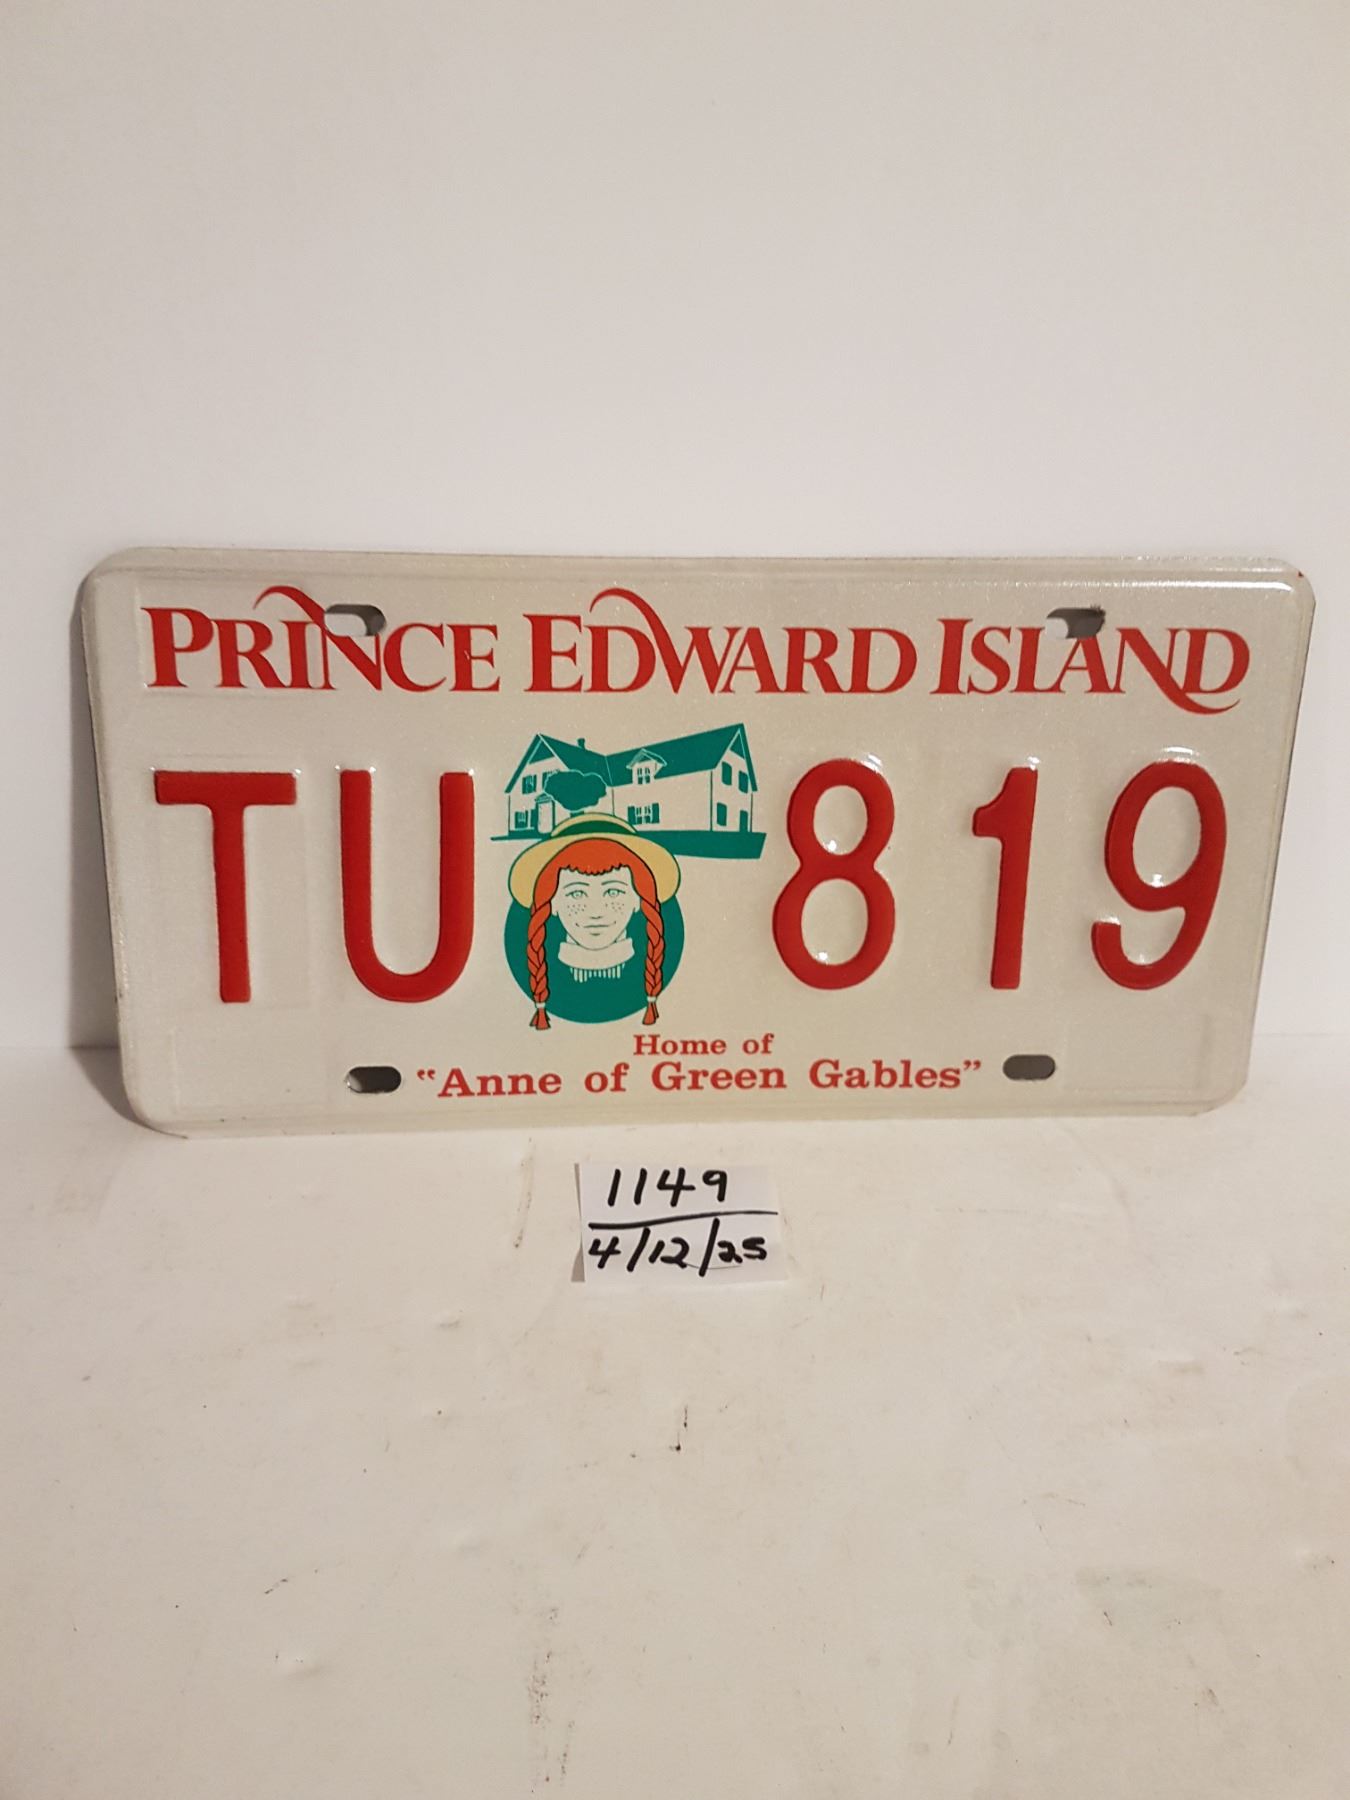 PRINCE EDWARD ISLAND
TU 819
Home of
“Anne of Green Gables”
1149
4/12/25